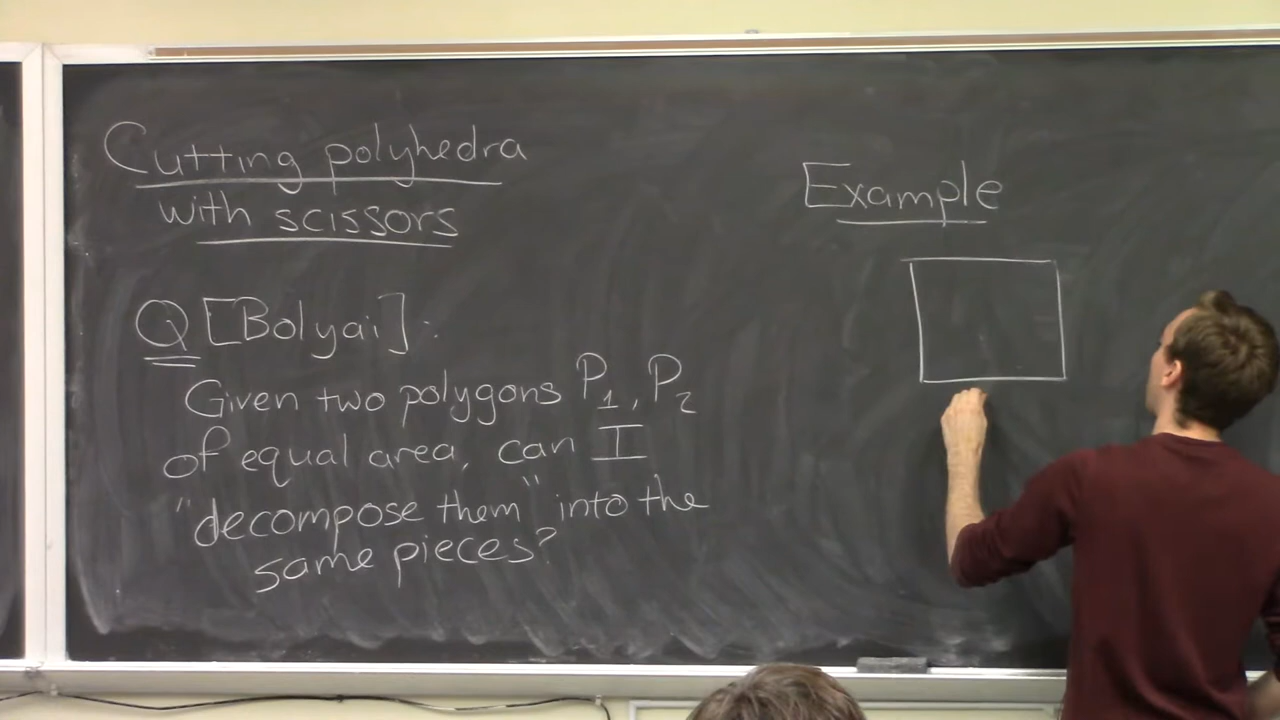 Cutting polyhedra
with scissors
Q [Bolyai]:
Given two polygons P₁, P₂
of equal area, can I
"decompose them" into the
same pieces?
Example